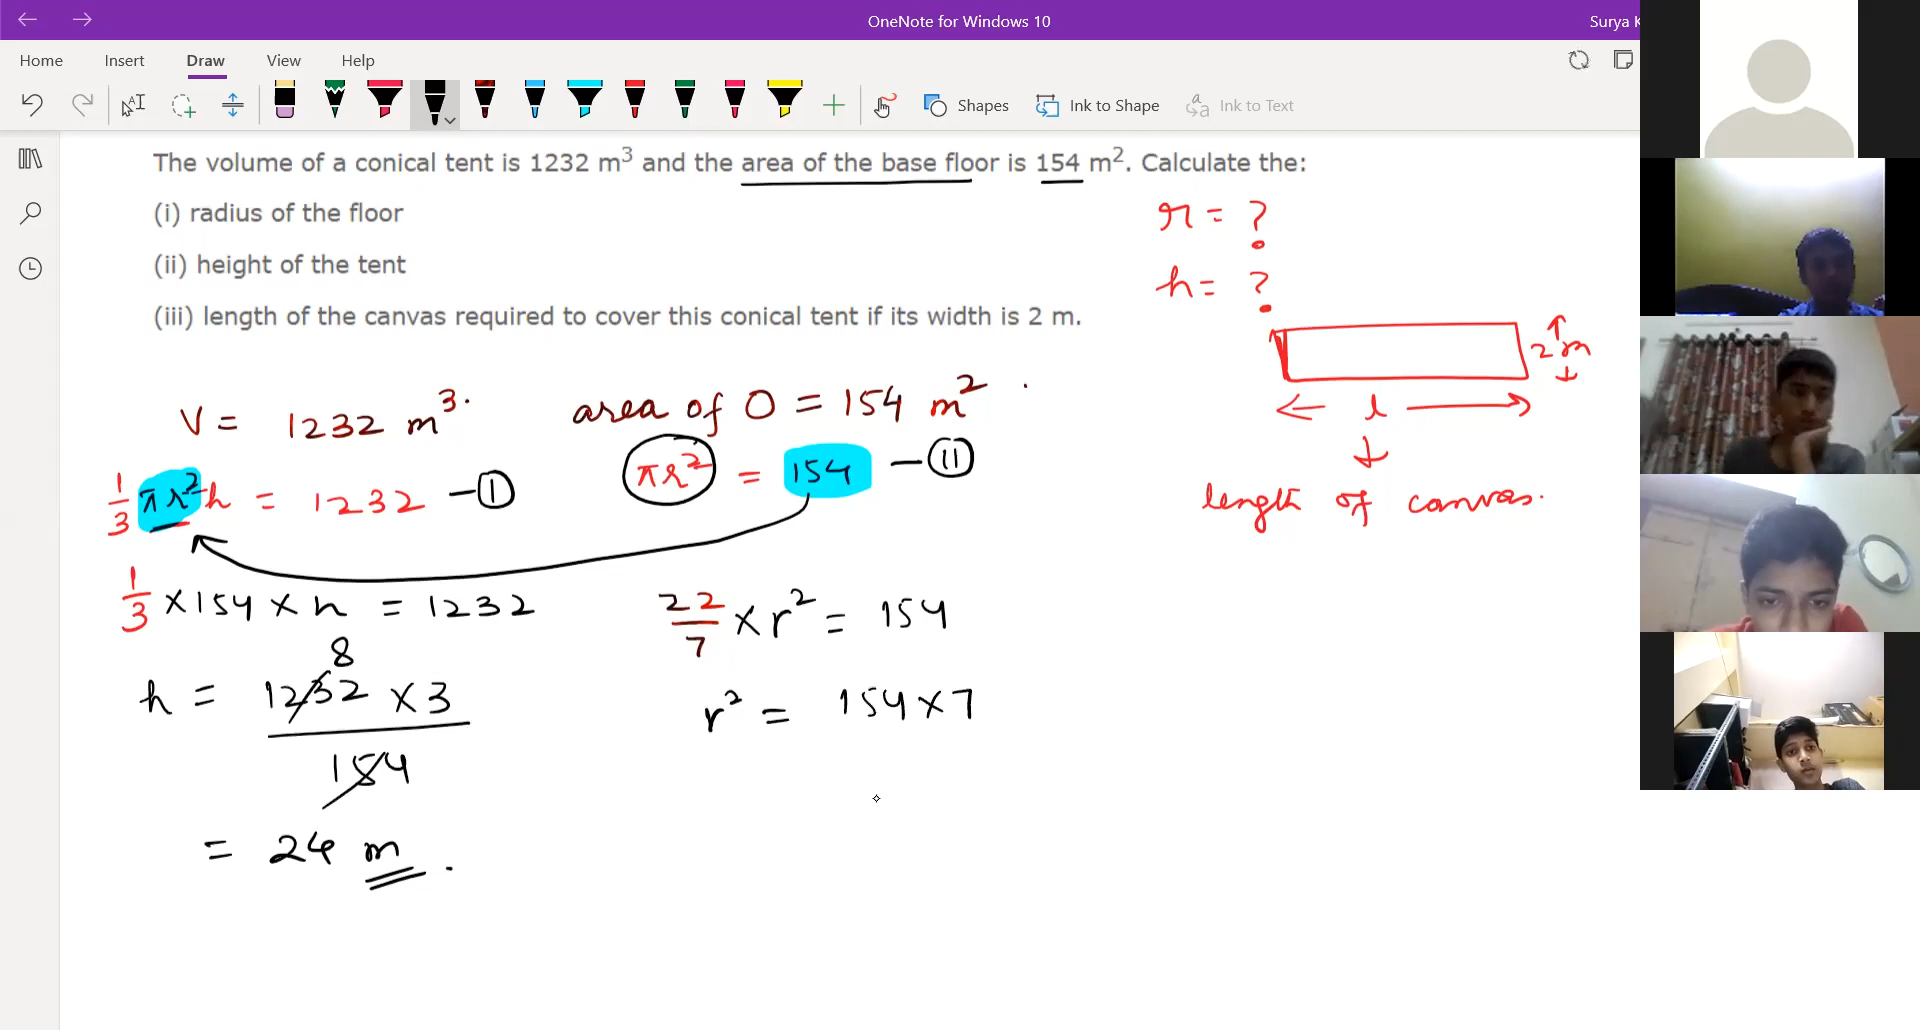 OneNote for Windows 10
Surya K
Home Insert Draw View Help
Shapes Ink to Shape Ink to Text
The volume of a conical tent is 1232 m³ and the area of the base floor is 154 m². Calculate the:
(i) radius of the floor
(ii) height of the tent
(iii) length of the canvas required to cover this conical tent if its width is 2 m.
r = ?
h = ?
2 m
l
length of canvas.
V = 1232 m³.
1/3 πr²h = 1232 — I
1/3 × 154 × h = 1232
8
h = 1232 × 3 / 154
= 24 m.
area of O = 154 m².
πr² = 154 — II
22/7 × r² = 154
r² = 154 × 7